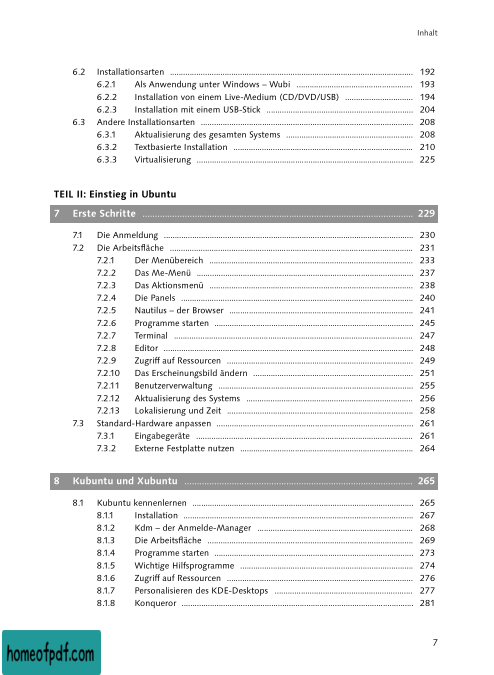 Inhalt
6.2 Installationsarten ........ 192
6.2.1 Als Anwendung unter Windows – Wubi ........ 193
6.2.2 Installation von einem Live-Medium (CD/DVD/USB) ........ 194
6.2.3 Installation mit einem USB-Stick ........ 204
6.3 Andere Installationsarten ........ 208
6.3.1 Aktualisierung des gesamten Systems ........ 208
6.3.2 Textbasierte Installation ........ 210
6.3.3 Virtualisierung ........ 225
TEIL II: Einstieg in Ubuntu
7 Erste Schritte ........ 229
7.1 Die Anmeldung ........ 230
7.2 Die Arbeitsfläche ........ 231
7.2.1 Der Menübereich ........ 233
7.2.2 Das Me-Menü ........ 237
7.2.3 Das Aktionsmenü ........ 238
7.2.4 Die Panels ........ 240
7.2.5 Nautilus – der Browser ........ 241
7.2.6 Programme starten ........ 245
7.2.7 Terminal ........ 247
7.2.8 Editor ........ 248
7.2.9 Zugriff auf Ressourcen ........ 249
7.2.10 Das Erscheinungsbild ändern ........ 251
7.2.11 Benutzerverwaltung ........ 255
7.2.12 Aktualisierung des Systems ........ 256
7.2.13 Lokalisierung und Zeit ........ 258
7.3 Standard-Hardware anpassen ........ 261
7.3.1 Eingabegeräte ........ 261
7.3.2 Externe Festplatte nutzen ........ 264
8 Kubuntu und Xubuntu ........ 265
8.1 Kubuntu kennenlernen ........ 265
8.1.1 Installation ........ 267
8.1.2 Kdm – der Anmelde-Manager ........ 268
8.1.3 Die Arbeitsfläche ........ 269
8.1.4 Programme starten ........ 273
8.1.5 Wichtige Hilfsprogramme ........ 274
8.1.6 Zugriff auf Ressourcen ........ 276
8.1.7 Personalisieren des KDE-Desktops ........ 277
8.1.8 Konqueror ........ 281
7
homeofpdf.com